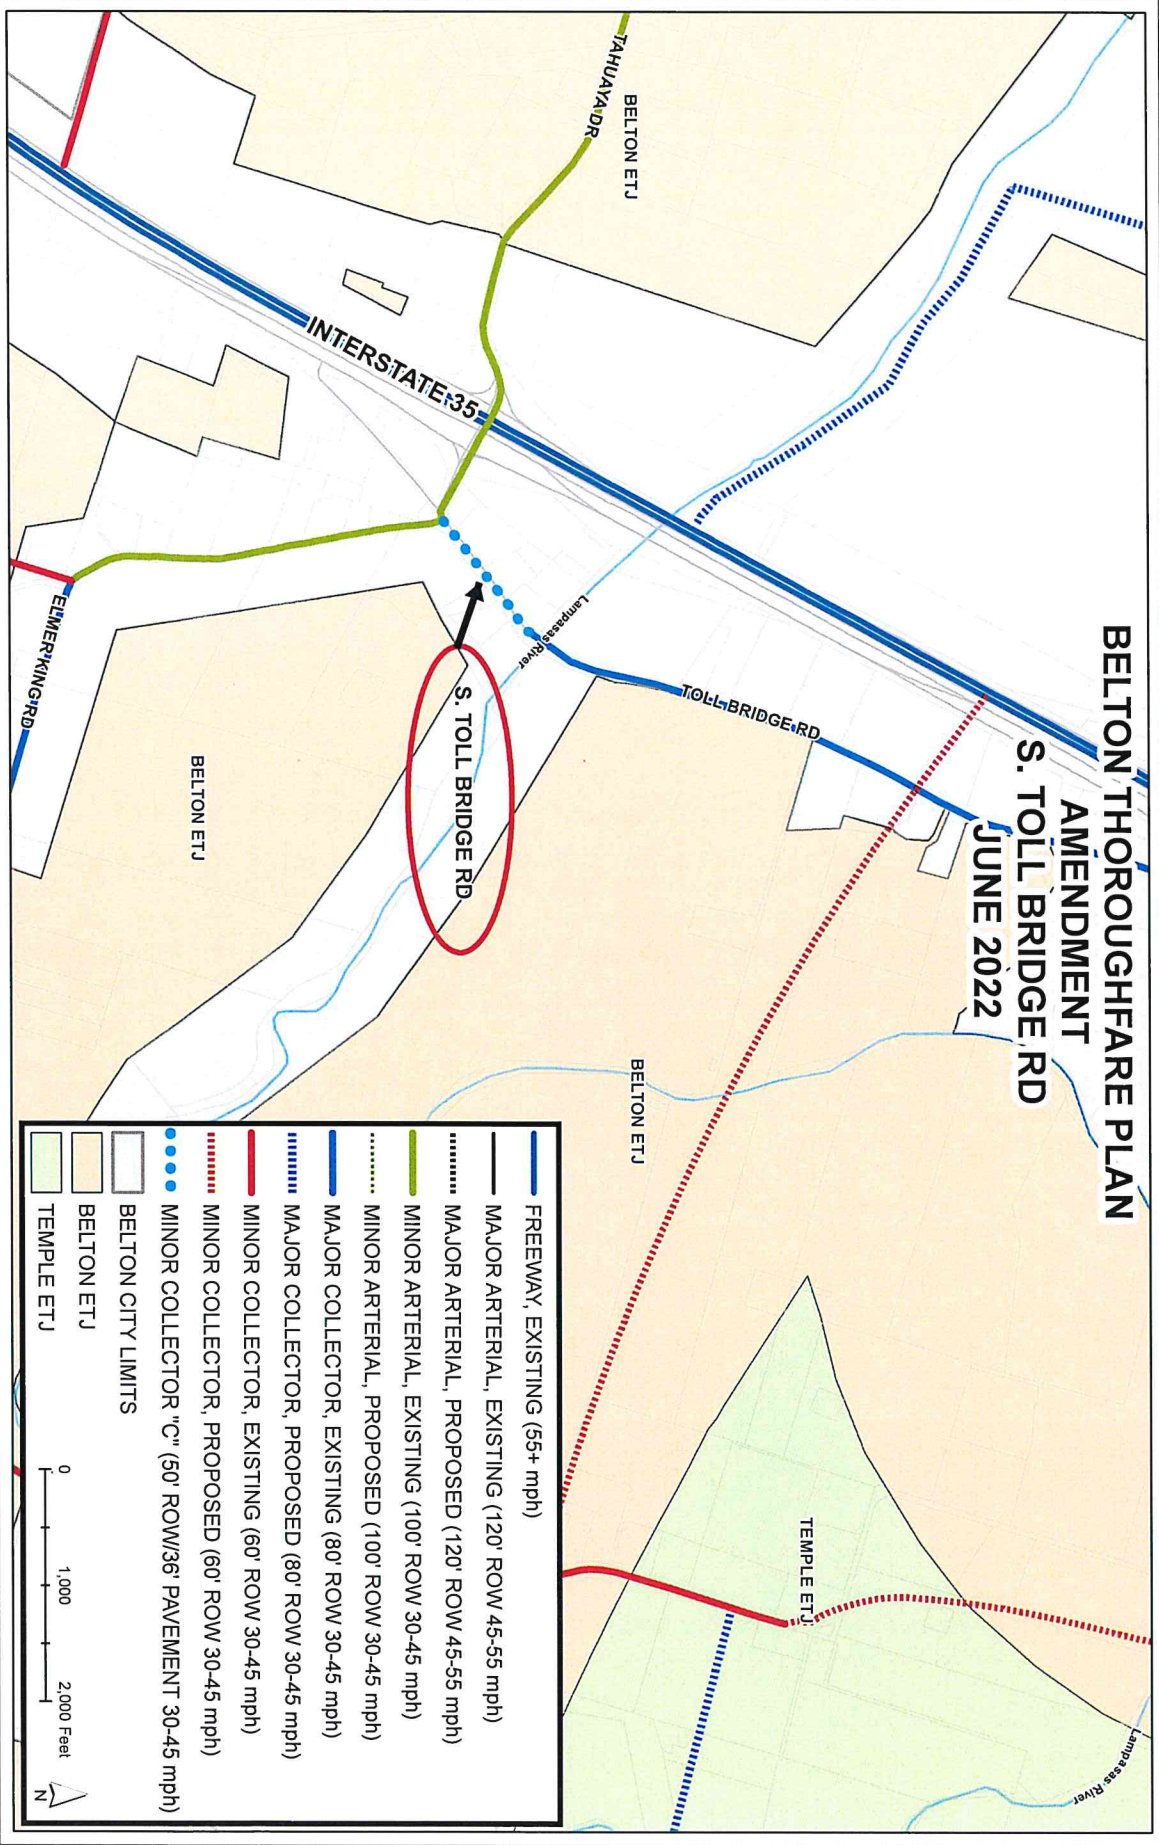 BELTON THOROUGHFARE PLAN
AMENDMENT
S. TOLL BRIDGE RD
JUNE 2022
TAHUAYA DR
BELTON ETJ
INTERSTATE 35
Lampasas River
TOLL BRIDGE RD
S. TOLL BRIDGE RD
ELMER KING RD
BELTON ETJ
BELTON ETJ
TEMPLE ETJ
Lampasas River
FREEWAY, EXISTING (55+ mph)
MAJOR ARTERIAL, EXISTING (120' ROW 45-55 mph)
MAJOR ARTERIAL, PROPOSED (120' ROW 45-55 mph)
MINOR ARTERIAL, EXISTING (100' ROW 30-45 mph)
MINOR ARTERIAL, PROPOSED (100' ROW 30-45 mph)
MAJOR COLLECTOR, EXISTING (80' ROW 30-45 mph)
MAJOR COLLECTOR, PROPOSED (80' ROW 30-45 mph)
MINOR COLLECTOR, EXISTING (60' ROW 30-45 mph)
MINOR COLLECTOR, PROPOSED (60' ROW 30-45 mph)
MINOR COLLECTOR "C" (50' ROW/36' PAVEMENT 30-45 mph)
BELTON CITY LIMITS
BELTON ETJ
TEMPLE ETJ
0 1,000 2,000 Feet
N